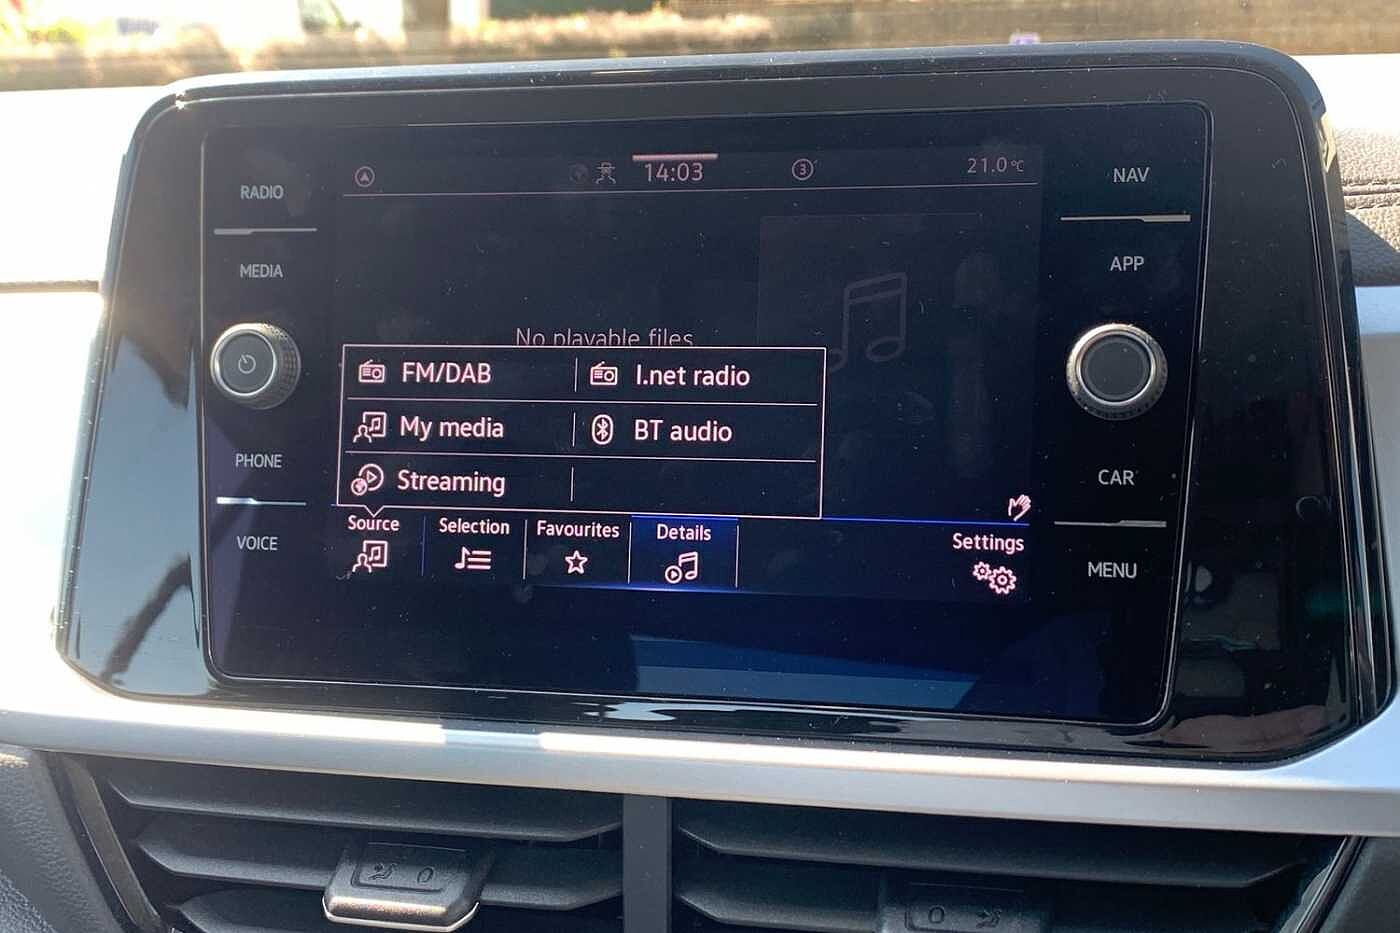 RADIO
MEDIA
PHONE
VOICE
14:03
3
21.0°C
No playable files
FM/DAB
I.net radio
My media
BT audio
Streaming
Source
Selection
Favourites
Details
Settings
NAV
APP
CAR
MENU